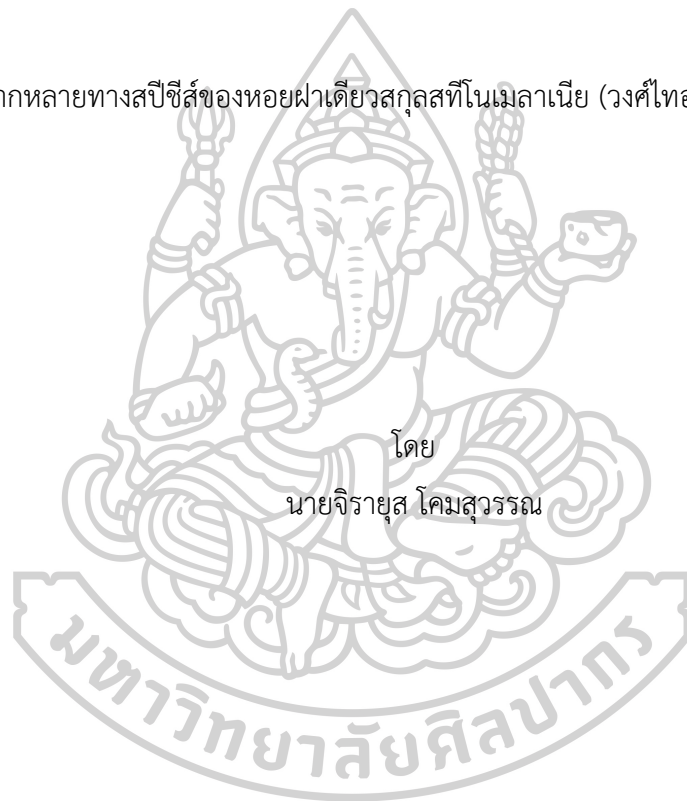 ากหลายทางสปีชีส์ของหอยฝาเดียวสกุลสทีโนเมลาเนีย (วงศ์ไทอ
โดย
นายจิรายุส โคมสุวรรณ
มหาวิทยาลัยศิลปากร